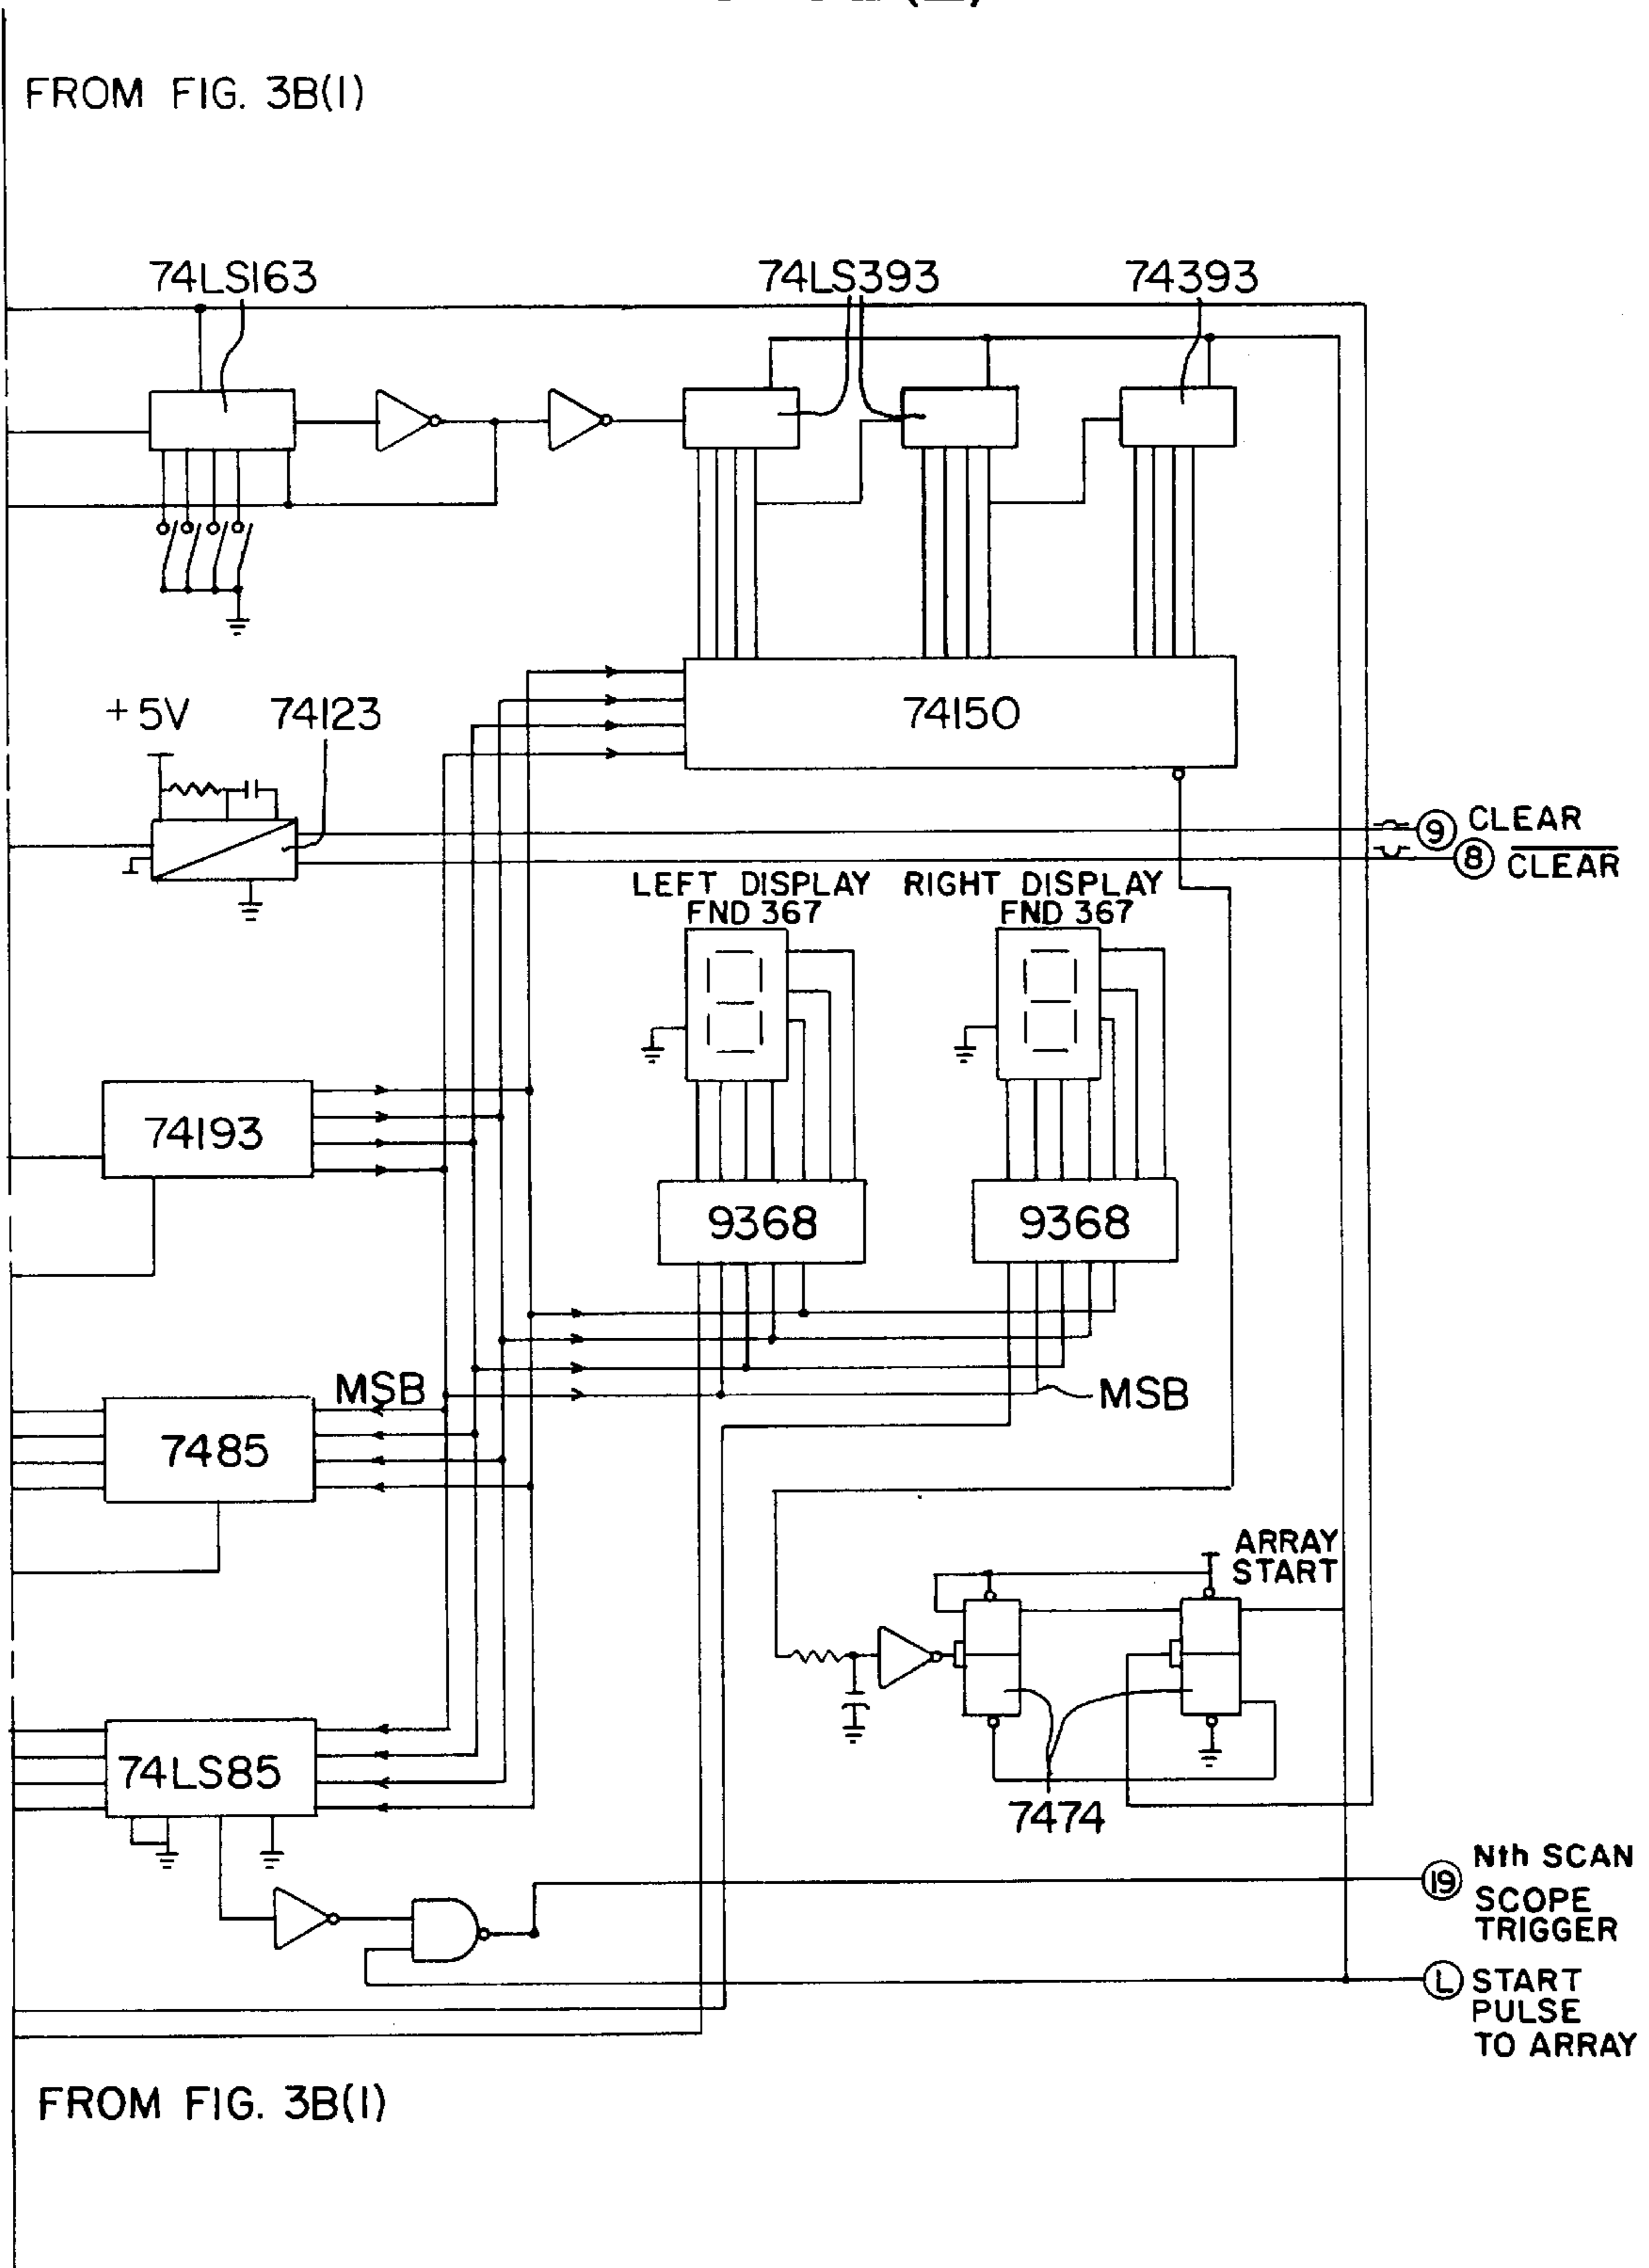 FROM FIG. 3B(1)
74LS163
74LS393
74393
+5V
74123
74150
9 CLEAR
8 CLEAR
LEFT DISPLAY
FND 367
RIGHT DISPLAY
FND 367
74193
9368
9368
MSB
MSB
7485
ARRAY
START
74LS85
7474
19 Nth SCAN
SCOPE
TRIGGER
L START
PULSE
TO ARRAY
FROM FIG. 3B(1)